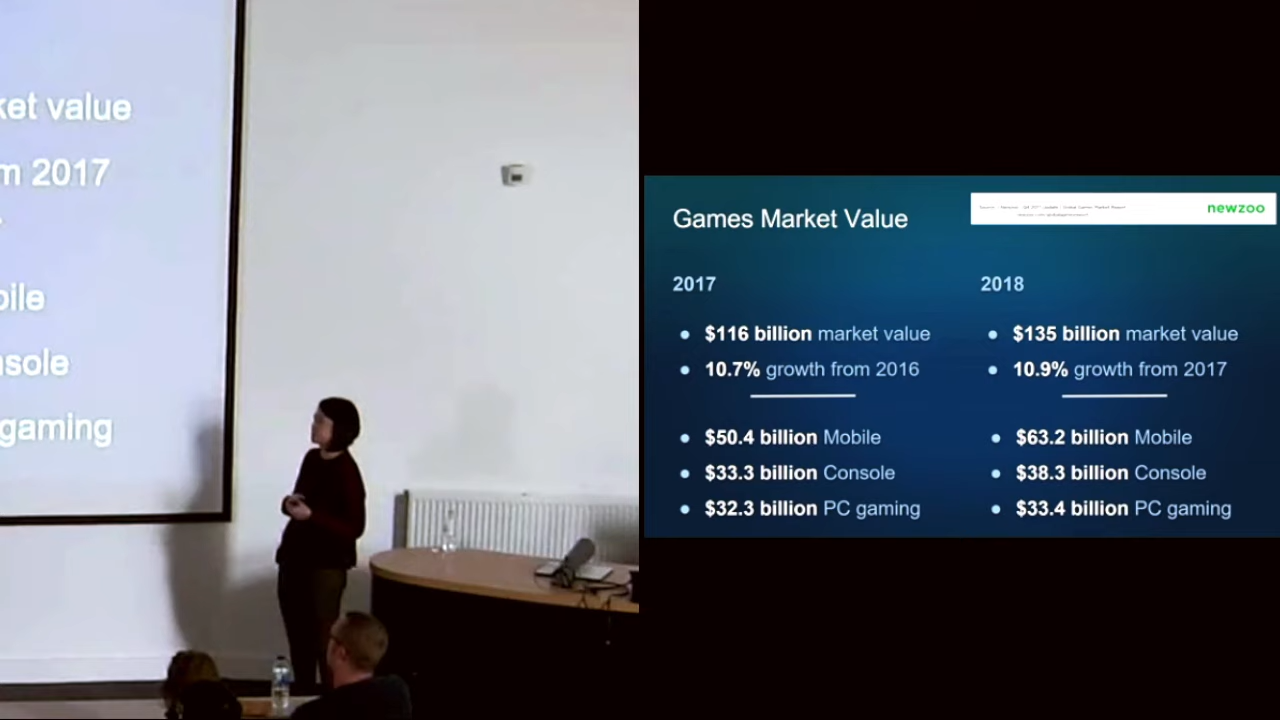 ket value
m 2017
bile
nsole
gaming
Games Market Value
newzoo
2017
• $116 billion market value
• 10.7% growth from 2016
• $50.4 billion Mobile
• $33.3 billion Console
• $32.3 billion PC gaming
2018
• $135 billion market value
• 10.9% growth from 2017
• $63.2 billion Mobile
• $38.3 billion Console
• $33.4 billion PC gaming